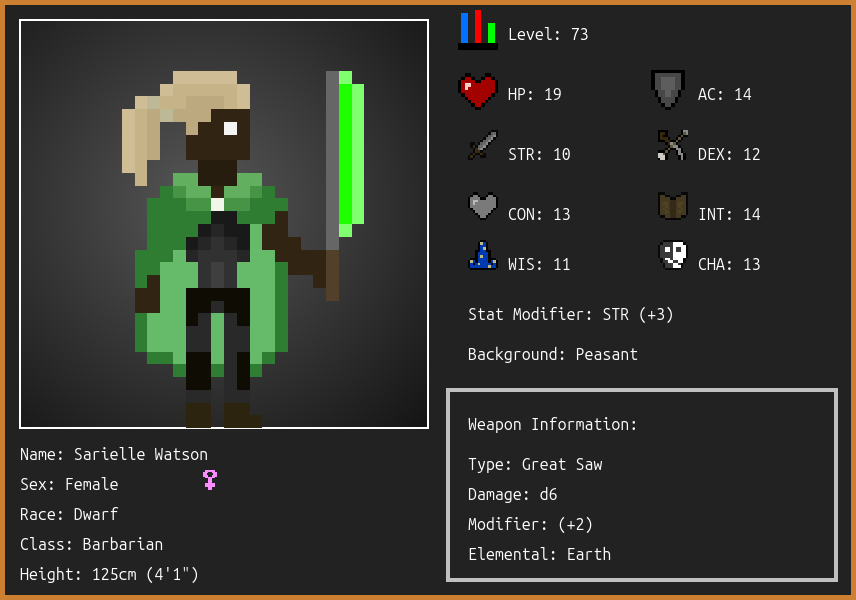 Level: 73
HP: 19
AC: 14
STR: 10
DEX: 12
CON: 13
INT: 14
WIS: 11
CHA: 13
Stat Modifier: STR (+3)
Background: Peasant
Weapon Information:
Type: Great Saw
Damage: d6
Modifier: (+2)
Elemental: Earth
Name: Sarielle Watson
Sex: Female
Race: Dwarf
Class: Barbarian
Height: 125cm (4'1")